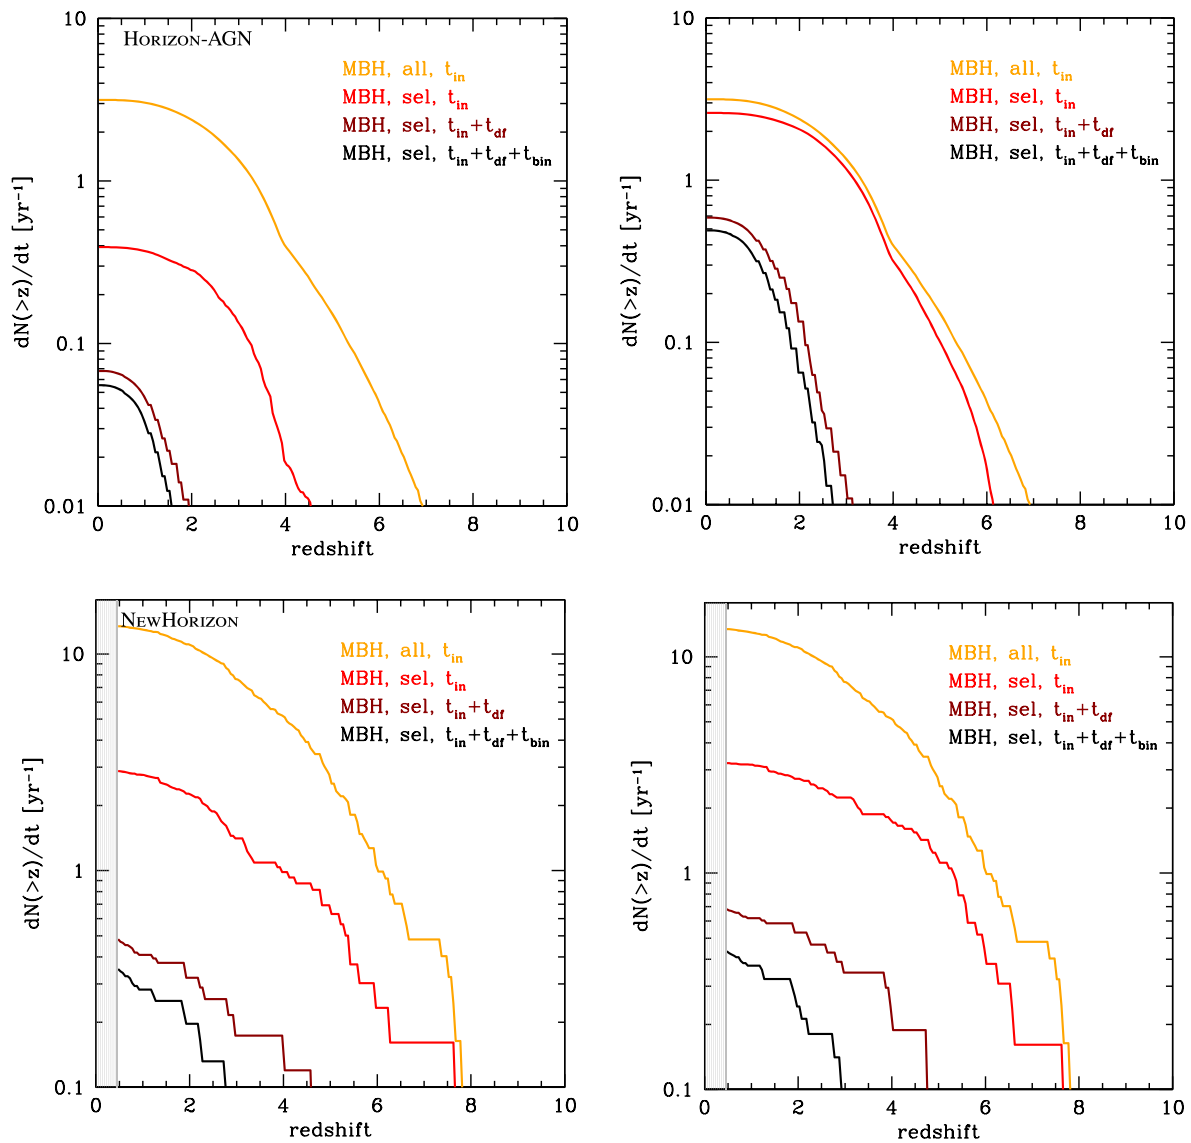 HORIZON-AGN
MBH, all, t_in
MBH, sel, t_in
MBH, sel, t_in+t_df
MBH, sel, t_in+t_df+t_bin
dN(>z)/dt [yr⁻¹]
10
1
0.1
0.01
0 2 4 6 8 10
redshift
MBH, all, t_in
MBH, sel, t_in
MBH, sel, t_in+t_df
MBH, sel, t_in+t_df+t_bin
dN(>z)/dt [yr⁻¹]
10
1
0.1
0.01
0 2 4 6 8 10
redshift
NEWHORIZON
MBH, all, t_in
MBH, sel, t_in
MBH, sel, t_in+t_df
MBH, sel, t_in+t_df+t_bin
dN(>z)/dt [yr⁻¹]
10
1
0.1
0 2 4 6 8 10
redshift
MBH, all, t_in
MBH, sel, t_in
MBH, sel, t_in+t_df
MBH, sel, t_in+t_df+t_bin
dN(>z)/dt [yr⁻¹]
10
1
0.1
0 2 4 6 8 10
redshift